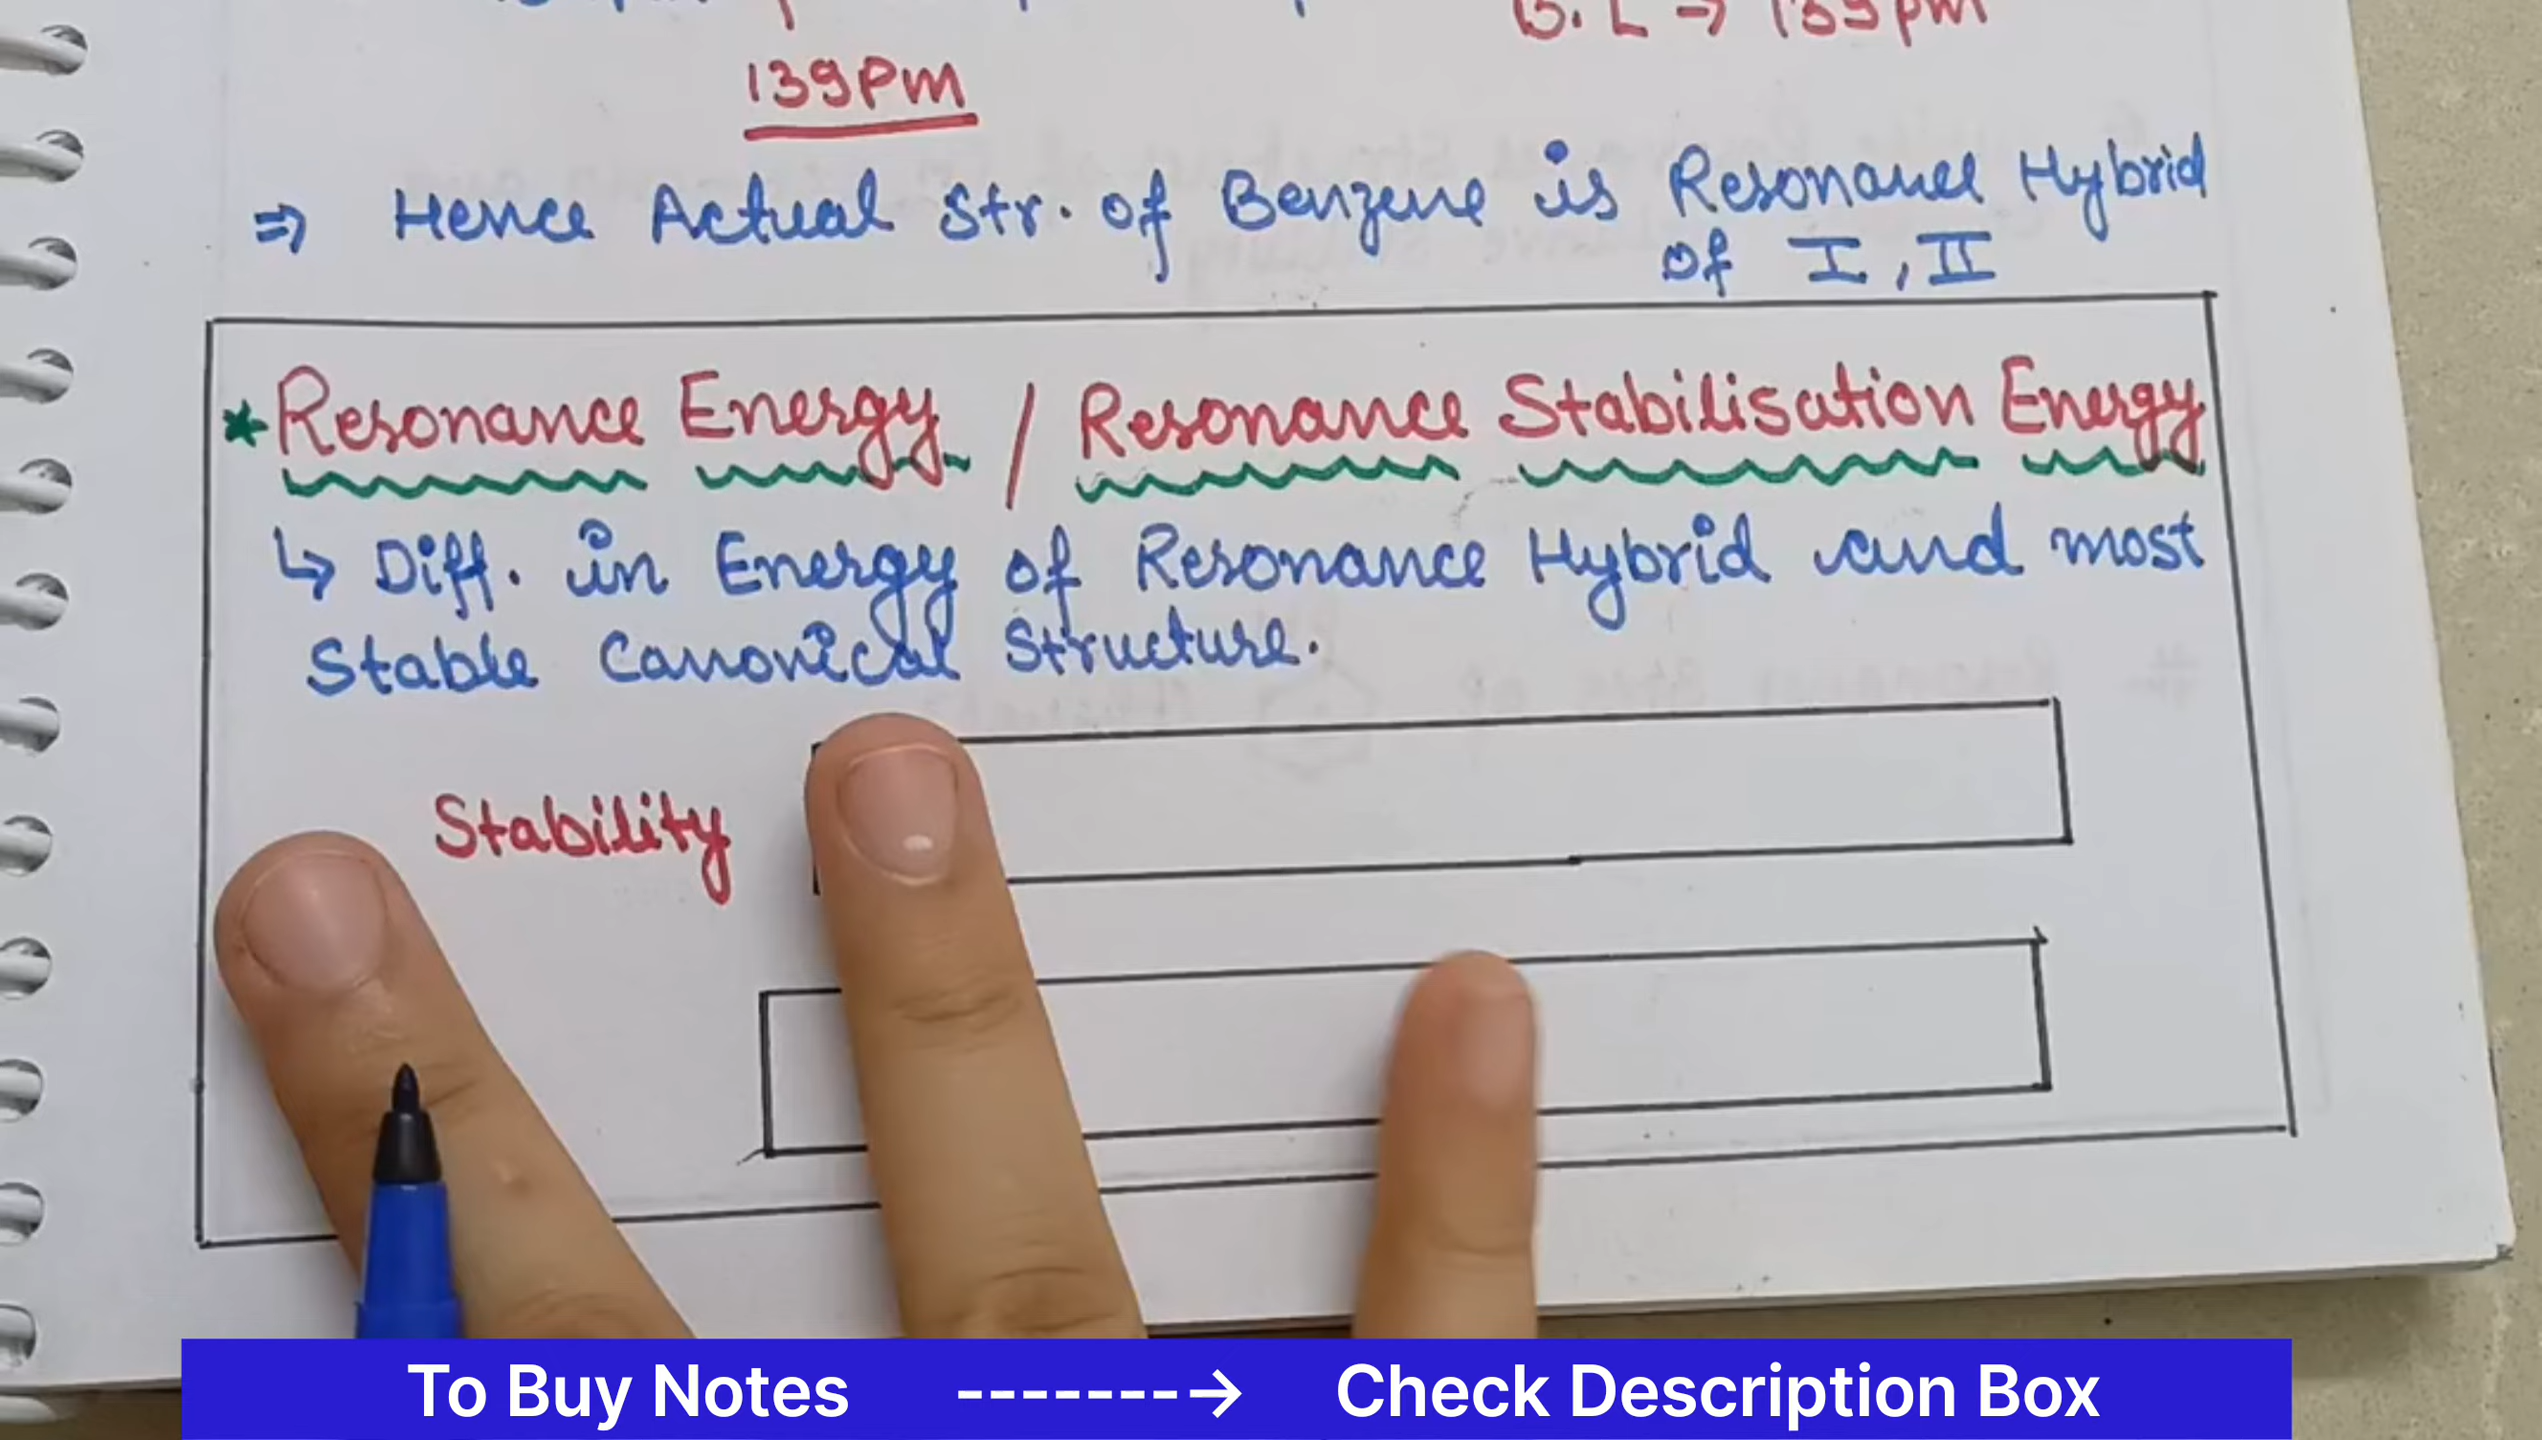 B.L → 139pm
139pm
⇒ Hence Actual Str. of Benzene is Resonance Hybrid
of I, II
* Resonance Energy / Resonance Stabilisation Energy
↳ Diff. in Energy of Resonance Hybrid and most
Stable Canonical Structure.
Stability
To Buy Notes -------→ Check Description Box